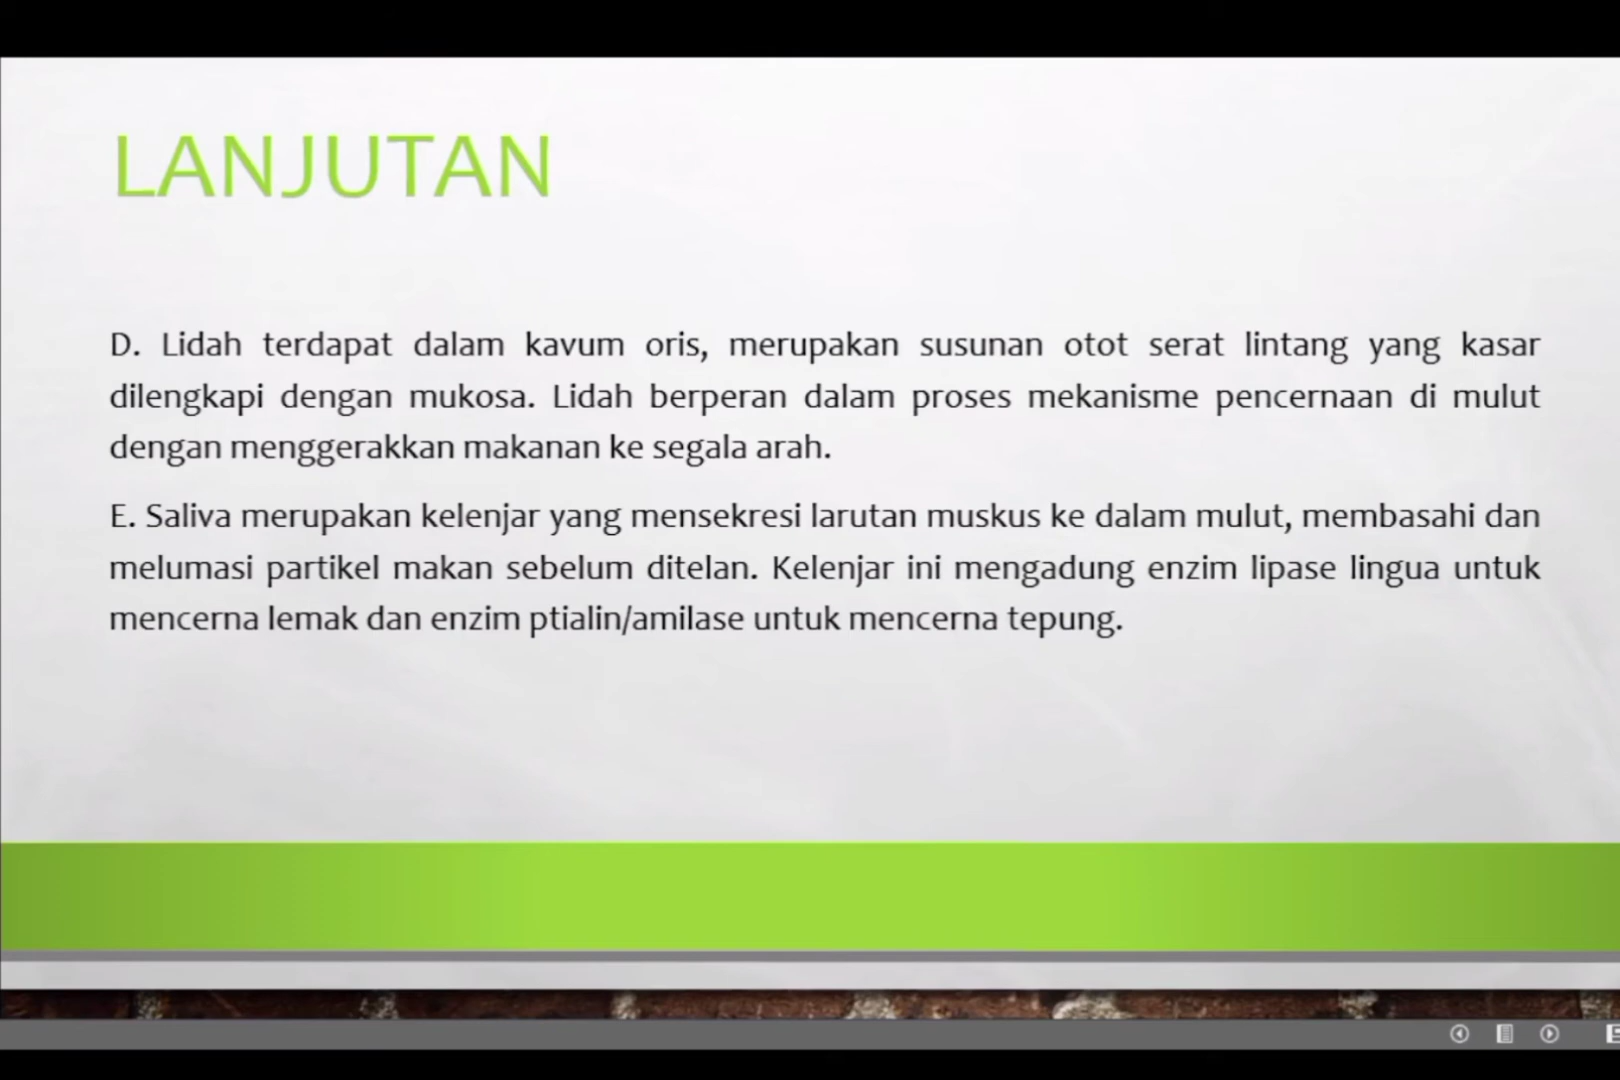 LANJUTAN
D. Lidah terdapat dalam kavum oris, merupakan susunan otot serat lintang yang kasar
dilengkapi dengan mukosa. Lidah berperan dalam proses mekanisme pencernaan di mulut
dengan menggerakkan makanan ke segala arah.
E. Saliva merupakan kelenjar yang mensekresi larutan muskus ke dalam mulut, membasahi dan
melumasi partikel makan sebelum ditelan. Kelenjar ini mengadung enzim lipase lingua untuk
mencerna lemak dan enzim ptialin/amilase untuk mencerna tepung.